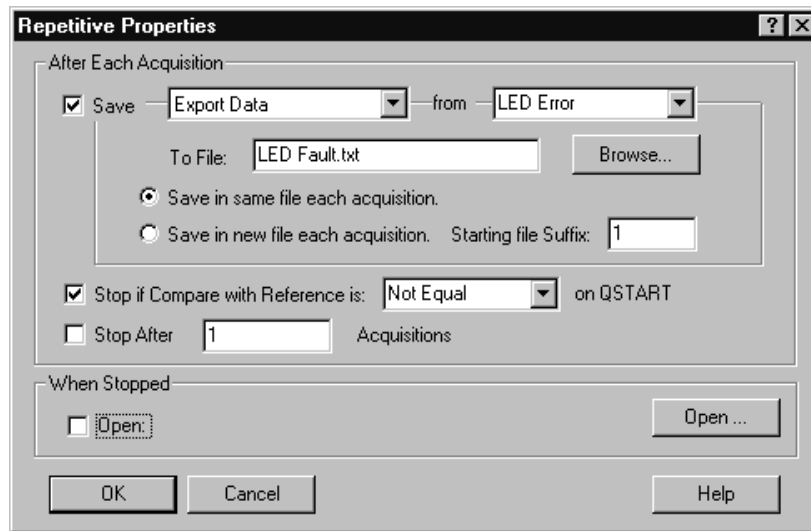 Repetitive Properties
After Each Acquisition
Save Export Data from LED Error
To File: LED Fault.txt Browse...
Save in same file each acquisition.
Save in new file each acquisition. Starting file Suffix: 1
Stop if Compare with Reference is: Not Equal on QSTART
Stop After 1 Acquisitions
When Stopped
Open: Open ...
OK Cancel Help